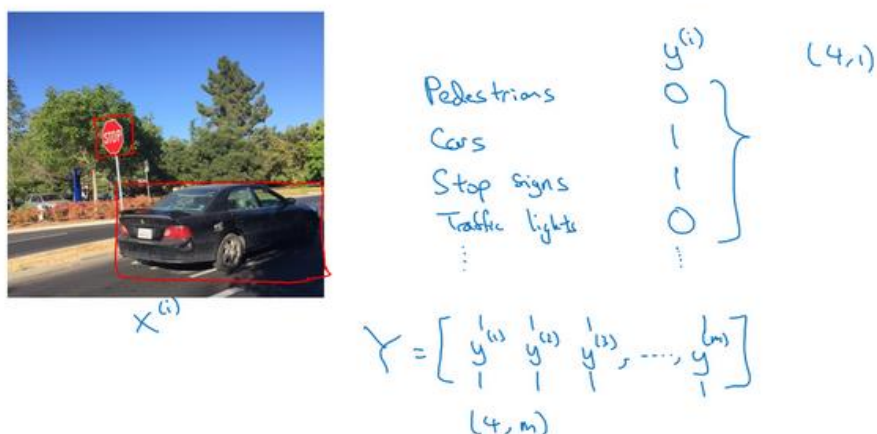 STOP
x^(i)
y^(i) (4,1)
Pedestrians 0
Cars 1
Stop signs 1
Traffic lights 0
⋮ ⋮
Y = [ y^(1) y^(2) y^(3), ----, y^(m) ]
(4, m)